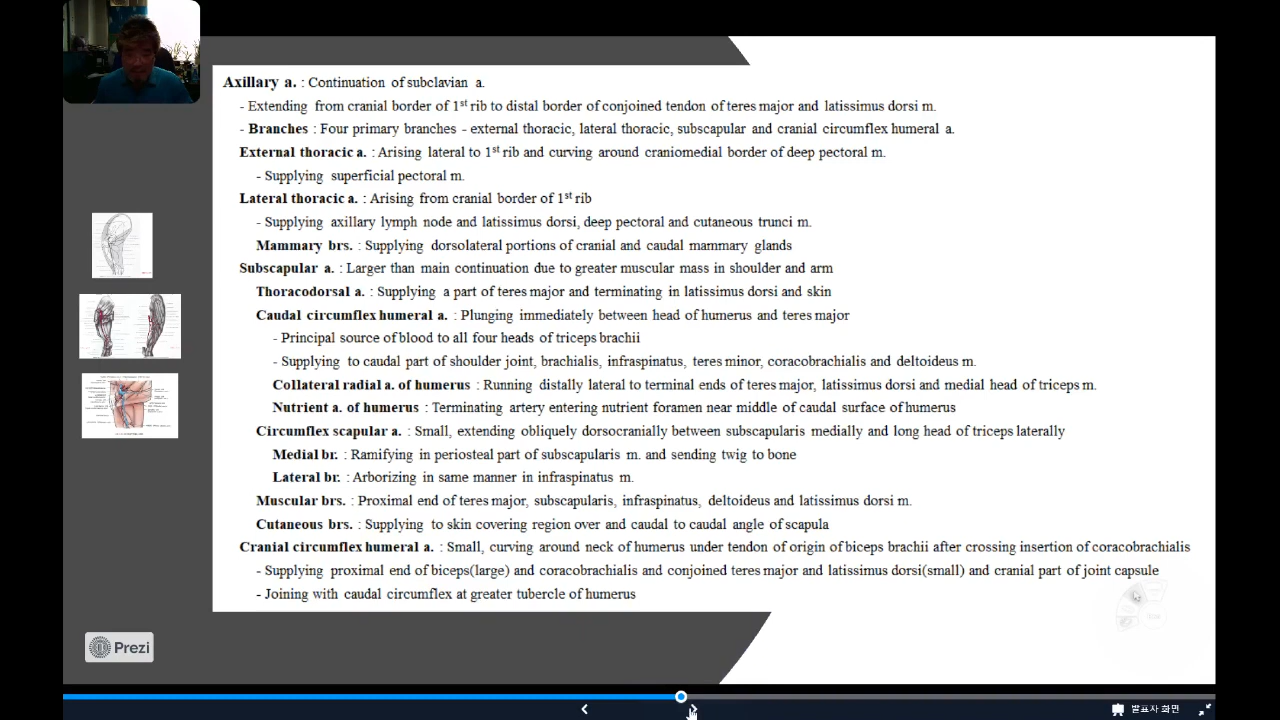 Axillary a. : Continuation of subclavian a.
- Extending from cranial border of 1st rib to distal border of conjoined tendon of teres major and latissimus dorsi m.
- Branches : Four primary branches - external thoracic, lateral thoracic, subscapular and cranial circumflex humeral a.
External thoracic a. : Arising lateral to 1st rib and curving around craniomedial border of deep pectoral m.
- Supplying superficial pectoral m.
Lateral thoracic a. : Arising from cranial border of 1st rib
- Supplying axillary lymph node and latissimus dorsi, deep pectoral and cutaneous trunci m.
Mammary brs. : Supplying dorsolateral portions of cranial and caudal mammary glands
Subscapular a. : Larger than main continuation due to greater muscular mass in shoulder and arm
Thoracodorsal a. : Supplying a part of teres major and terminating in latissimus dorsi and skin
Caudal circumflex humeral a. : Plunging immediately between head of humerus and teres major
- Principal source of blood to all four heads of triceps brachii
- Supplying to caudal part of shoulder joint, brachialis, infraspinatus, teres minor, coracobrachialis and deltoideus m.
Collateral radial a. of humerus : Running distally lateral to terminal ends of teres major, latissimus dorsi and medial head of triceps m.
Nutrient a. of humerus : Terminating artery entering nutrient foramen near middle of caudal surface of humerus
Circumflex scapular a. : Small, extending obliquely dorsocranially between subscapularis medially and long head of triceps laterally
Medial br. : Ramifying in periosteal part of subscapularis m. and sending twig to bone
Lateral br. : Arborizing in same manner in infraspinatus m.
Muscular brs. : Proximal end of teres major, subscapularis, infraspinatus, deltoideus and latissimus dorsi m.
Cutaneous brs. : Supplying to skin covering region over and caudal to caudal angle of scapula
Cranial circumflex humeral a. : Small, curving around neck of humerus under tendon of origin of biceps brachii after crossing insertion of coracobrachialis
- Supplying proximal end of biceps(large) and coracobrachialis and conjoined teres major and latissimus dorsi(small) and cranial part of joint capsule
- Joining with caudal circumflex at greater tubercle of humerus
Prezi
발표자 화면